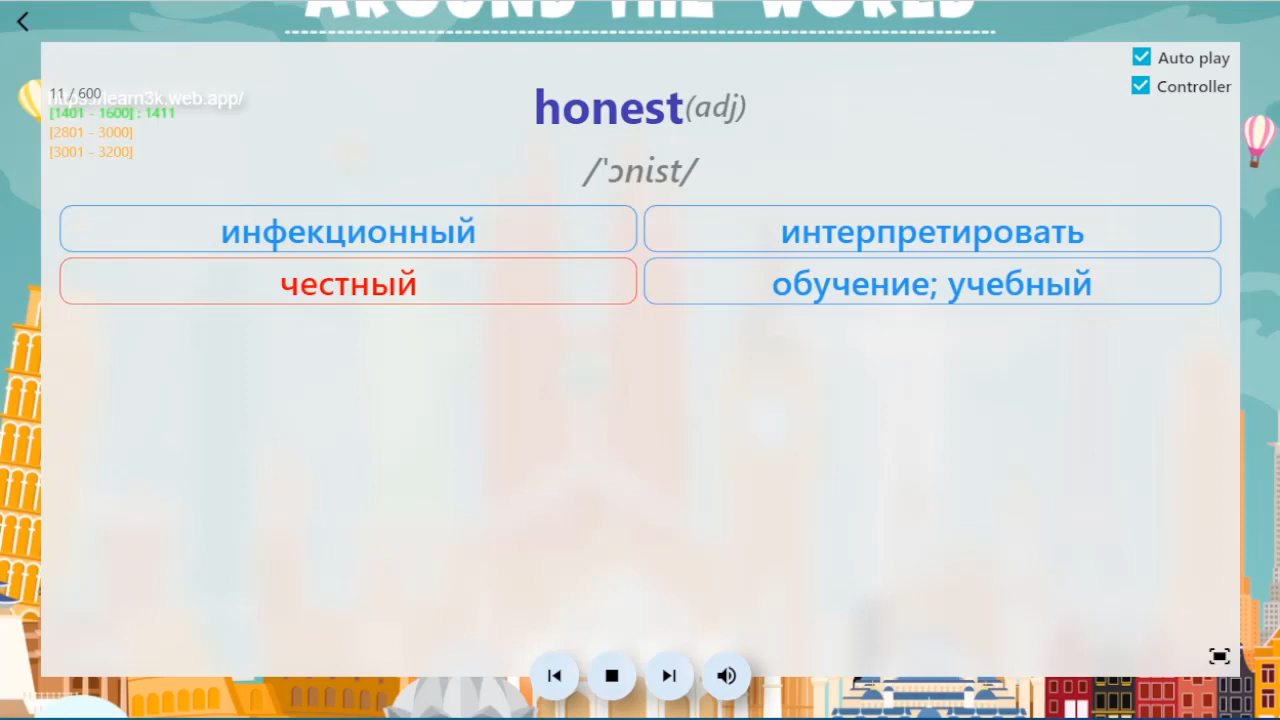 AROUND THE WORLD
Auto play
Controller
11 / 600
https://learn3k.web.app/
[1401 - 1600] : 1411
[2801 - 3000]
[3001 - 3200]
honest(adj)
/'ɔnist/
инфекционный
интерпретировать
честный
обучение; учебный